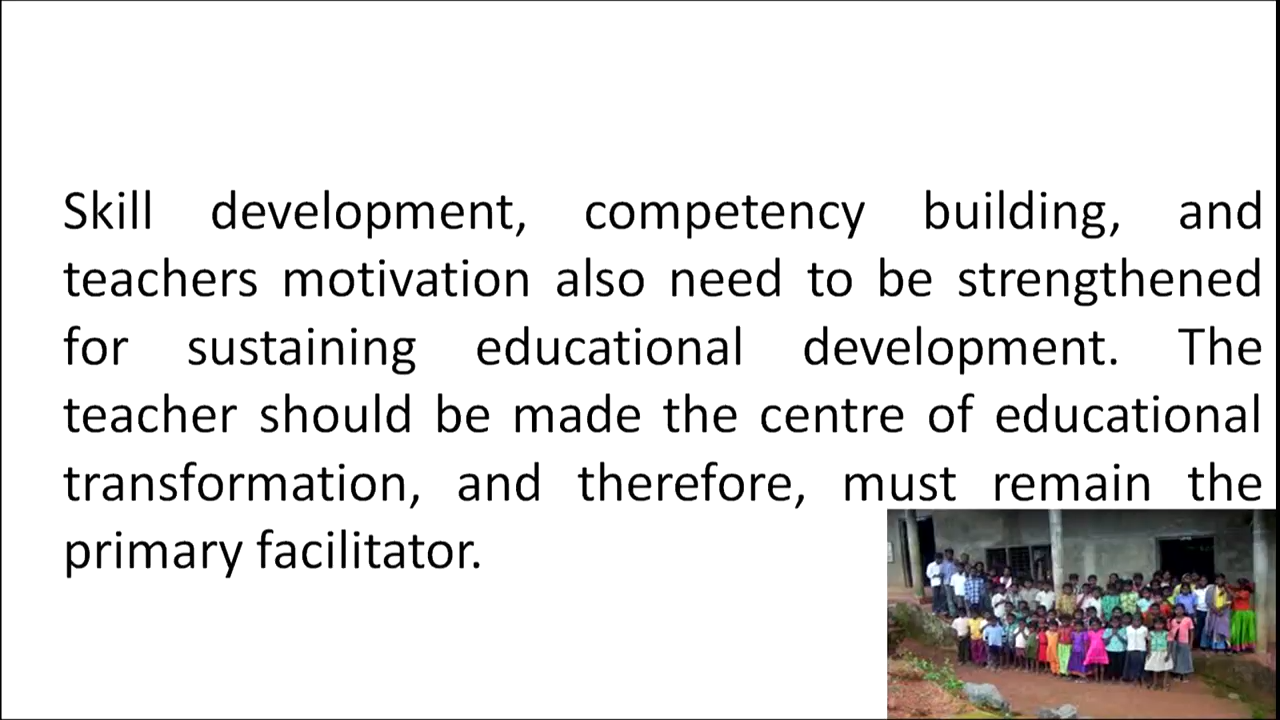 Skill development, competency building, and
teachers motivation also need to be strengthened
for sustaining educational development. The
teacher should be made the centre of educational
transformation, and therefore, must remain the
primary facilitator.